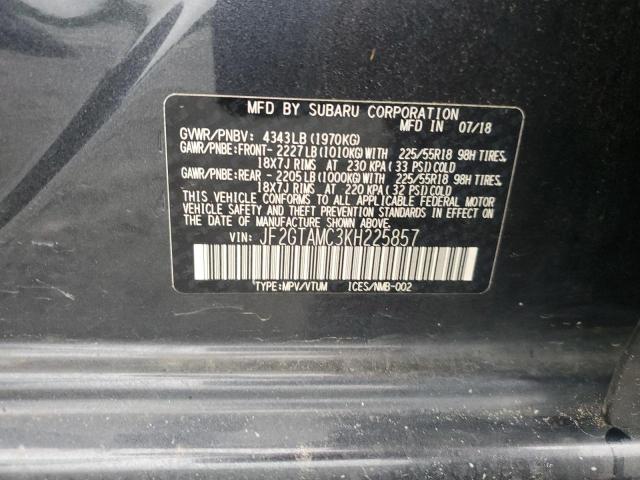 MFD BY SUBARU CORPORATION
MFD IN 07/18
GVWR/PNBV: 4343LB (1970KG)
GAWR/PNBE:FRONT- 2227LB(1010KG)WITH 225/55R18 98H TIRES,
18X7J RIMS AT 230 KPA (33 PSI)COLD
GAWR/PNBE:REAR - 2205LB(1000KG)WITH 225/55R18 98H TIRES,
18X7J RIMS AT 220 KPA (32 PSI)COLD
THIS VEHICLE CONFORMS TO ALL APPLICABLE FEDERAL MOTOR
VEHICLE SAFETY AND THEFT PREVENTION STANDARDS IN EFFECT
ON THE DATE OF MANUFACTURE SHOWN ABOVE.
VIN: JF2GTAMC3KH225857
TYPE:MPV/VTUM ICES/NMB-002